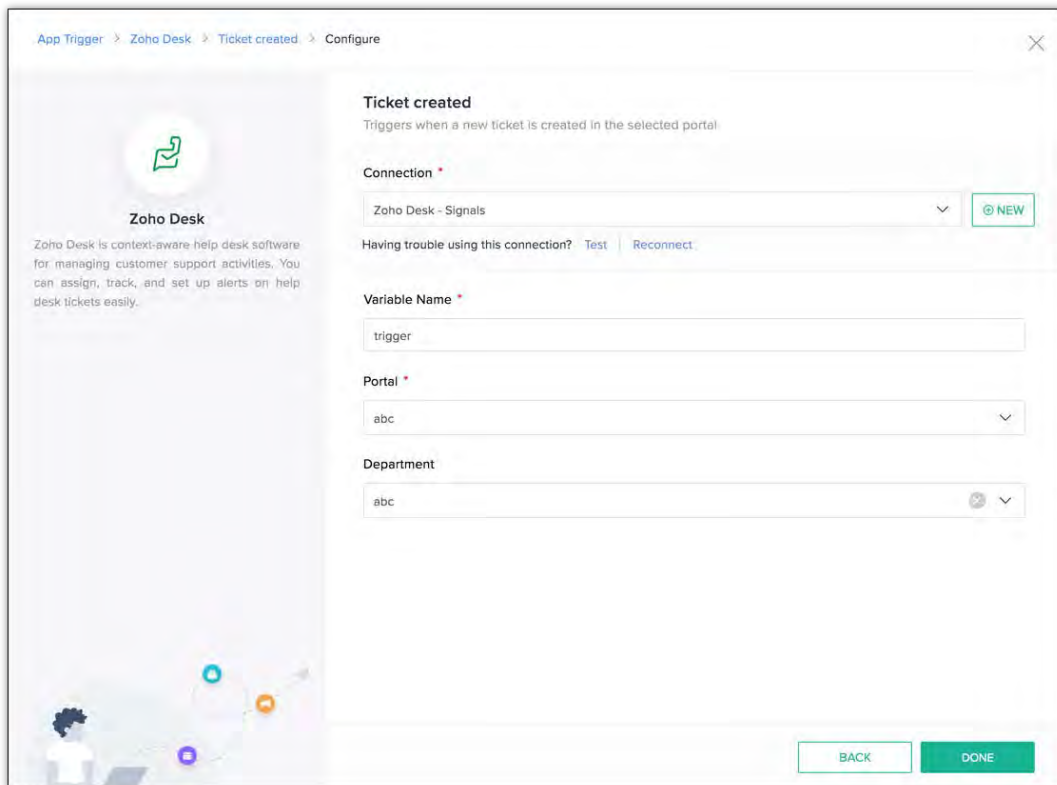 App Trigger > Zoho Desk > Ticket created > Configure
Zoho Desk
Zoho Desk is context-aware help desk software
for managing customer support activities. You
can assign, track, and set up alerts on help
desk tickets easily.
Ticket created
Triggers when a new ticket is created in the selected portal
Connection *
Zoho Desk - Signals
NEW
Having trouble using this connection? Test | Reconnect
Variable Name *
trigger
Portal *
abc
Department
abc
BACK
DONE